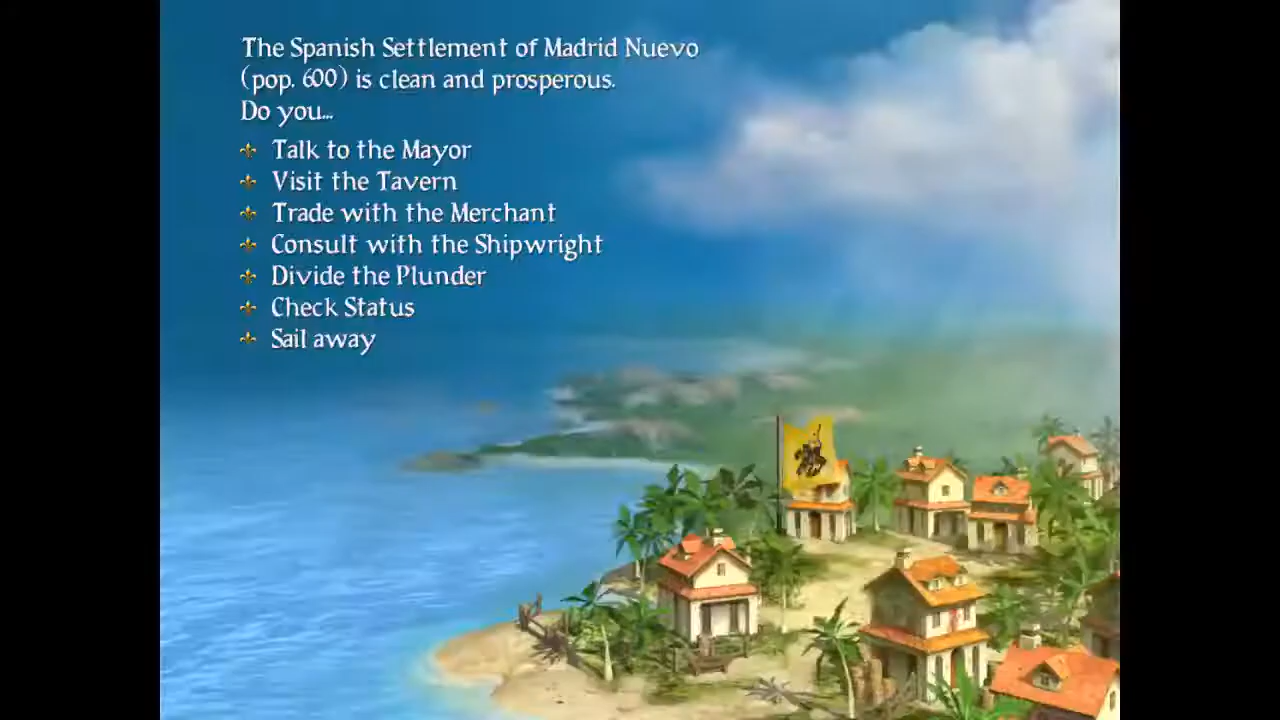 The Spanish Settlement of Madrid Nuevo
(pop. 600) is clean and prosperous.
Do you...
Talk to the Mayor
Visit the Tavern
Trade with the Merchant
Consult with the Shipwright
Divide the Plunder
Check Status
Sail away